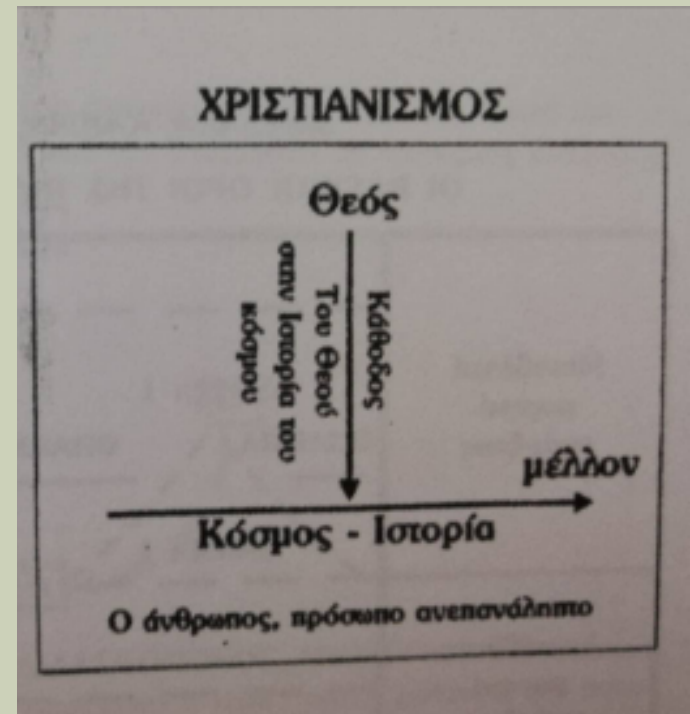 ΧΡΙΣΤΙΑΝΙΣΜΟΣ
Θεός
Κάθοδος
Του Θεού
στην Ιστορία του
κόσμου
μέλλον
Κόσμος - Ιστορία
Ο άνθρωπος, πρόσωπο ανεπανάληπτο